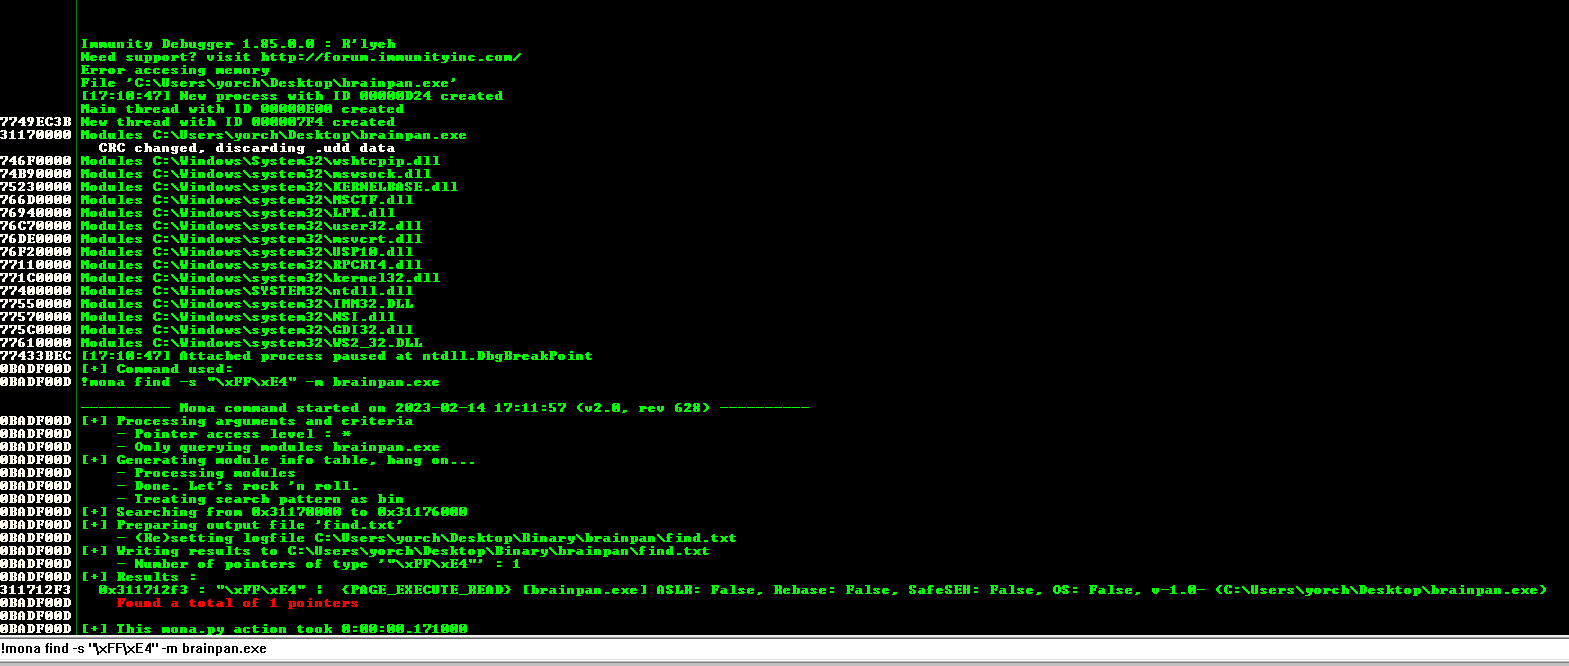 Immunity Debugger 1.85.0.0 : R'lyeh
Need support? visit http://forum.immunityinc.com/
Error accesing memory
File 'C:\Users\yorch\Desktop\brainpan.exe'
[17:10:47] New process with ID 00000D24 created
Main thread with ID 00000E00 created
7749EC3B New thread with ID 000007F4 created
31170000 Modules C:\Users\yorch\Desktop\brainpan.exe
CRC changed, discarding .udd data
746F0000 Modules C:\Windows\System32\wshtcpip.dll
74B90000 Modules C:\Windows\system32\mswsock.dll
75230000 Modules C:\Windows\system32\KERNELBASE.dll
766D0000 Modules C:\Windows\system32\MSCTF.dll
76940000 Modules C:\Windows\system32\LPK.dll
76C70000 Modules C:\Windows\system32\user32.dll
76DE0000 Modules C:\Windows\system32\msvcrt.dll
76F20000 Modules C:\Windows\system32\USP10.dll
77110000 Modules C:\Windows\system32\RPCRT4.dll
771C0000 Modules C:\Windows\system32\kernel32.dll
77400000 Modules C:\Windows\SYSTEM32\ntdll.dll
77550000 Modules C:\Windows\system32\IMM32.DLL
77570000 Modules C:\Windows\system32\NSI.dll
775C0000 Modules C:\Windows\system32\GDI32.dll
77610000 Modules C:\Windows\system32\WS2_32.DLL
77433BEC [17:10:47] Attached process paused at ntdll.DbgBreakPoint
0BADF00D [+] Command used:
0BADF00D !mona find -s "\xFF\xE4" -m brainpan.exe
---------- Mona command started on 2023-02-14 17:11:57 (v2.0, rev 628) ----------
0BADF00D [+] Processing arguments and criteria
0BADF00D - Pointer access level : *
0BADF00D - Only querying modules brainpan.exe
0BADF00D [+] Generating module info table, hang on...
0BADF00D - Processing modules
0BADF00D - Done. Let's rock 'n roll.
0BADF00D - Treating search pattern as bin
0BADF00D [+] Searching from 0x31170000 to 0x31176000
0BADF00D [+] Preparing output file 'find.txt'
0BADF00D - (Re)setting logfile C:\Users\yorch\Desktop\Binary\brainpan\find.txt
0BADF00D [+] Writing results to C:\Users\yorch\Desktop\Binary\brainpan\find.txt
0BADF00D - Number of pointers of type '"\xFF\xE4"' : 1
0BADF00D [+] Results :
311712F3 0x311712f3 : "\xFF\xE4" | {PAGE_EXECUTE_READ} [brainpan.exe] ASLR: False, Rebase: False, SafeSEH: False, OS: False, v-1.0- (C:\Users\yorch\Desktop\brainpan.exe)
0BADF00D Found a total of 1 pointers
0BADF00D
0BADF00D [+] This mona.py action took 0:00:00.171000
!mona find -s "\xFF\xE4" -m brainpan.exe